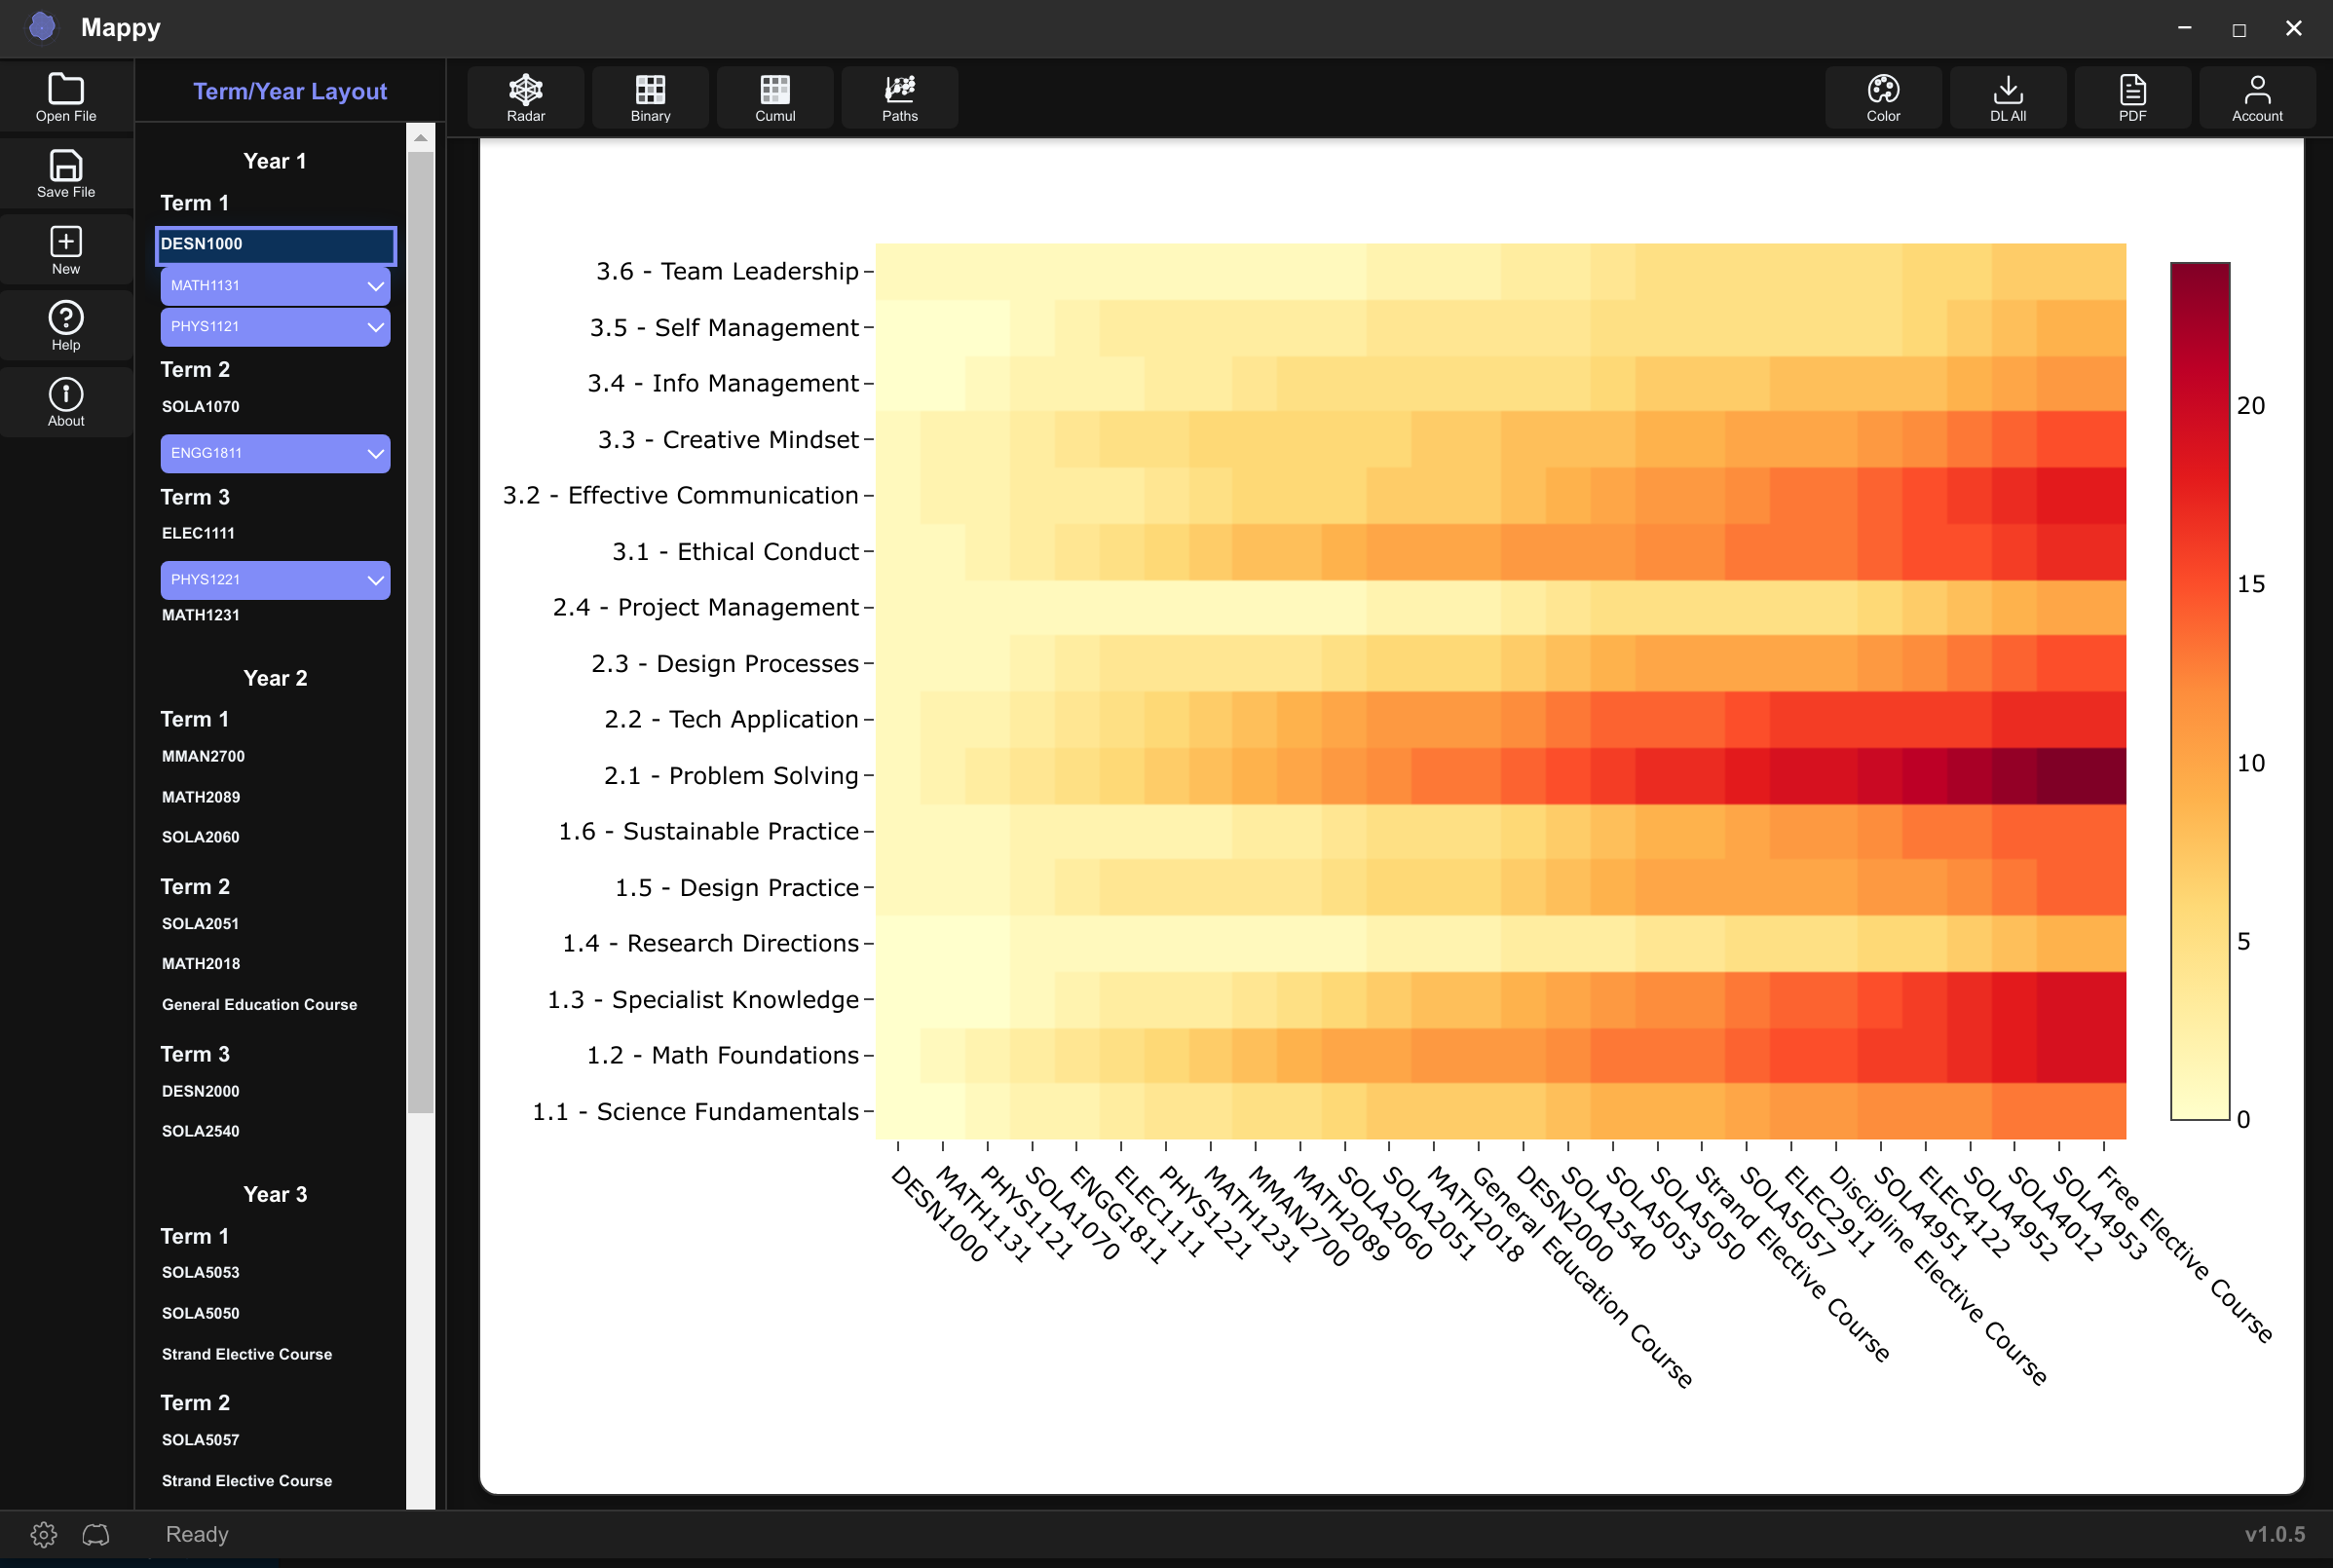 Mappy
Open File
Save File
New
Help
About
Term/Year Layout
Year 1
Term 1
DESN1000
MATH1131
PHYS1121
Term 2
SOLA1070
ENGG1811
Term 3
ELEC1111
PHYS1221
MATH1231
Year 2
Term 1
MMAN2700
MATH2089
SOLA2060
Term 2
SOLA2051
MATH2018
General Education Course
Term 3
DESN2000
SOLA2540
Year 3
Term 1
SOLA5053
SOLA5050
Strand Elective Course
Term 2
SOLA5057
Strand Elective Course
Radar
Binary
Cumul
Paths
Color
DL All
PDF
Account
3.6 - Team Leadership
3.5 - Self Management
3.4 - Info Management
3.3 - Creative Mindset
3.2 - Effective Communication
3.1 - Ethical Conduct
2.4 - Project Management
2.3 - Design Processes
2.2 - Tech Application
2.1 - Problem Solving
1.6 - Sustainable Practice
1.5 - Design Practice
1.4 - Research Directions
1.3 - Specialist Knowledge
1.2 - Math Foundations
1.1 - Science Fundamentals
DESN1000
MATH1131
PHYS1121
SOLA1070
ENGG1811
ELEC1111
PHYS1221
MATH1231
MMAN2700
MATH2089
SOLA2060
SOLA2051
MATH2018
General Education Course
DESN2000
SOLA2540
SOLA5053
SOLA5050
Strand Elective Course
SOLA5057
ELEC2911
Discipline Elective Course
SOLA4951
ELEC4122
SOLA4952
SOLA4012
SOLA4953
Free Elective Course
20
15
10
5
0
Ready
v1.0.5